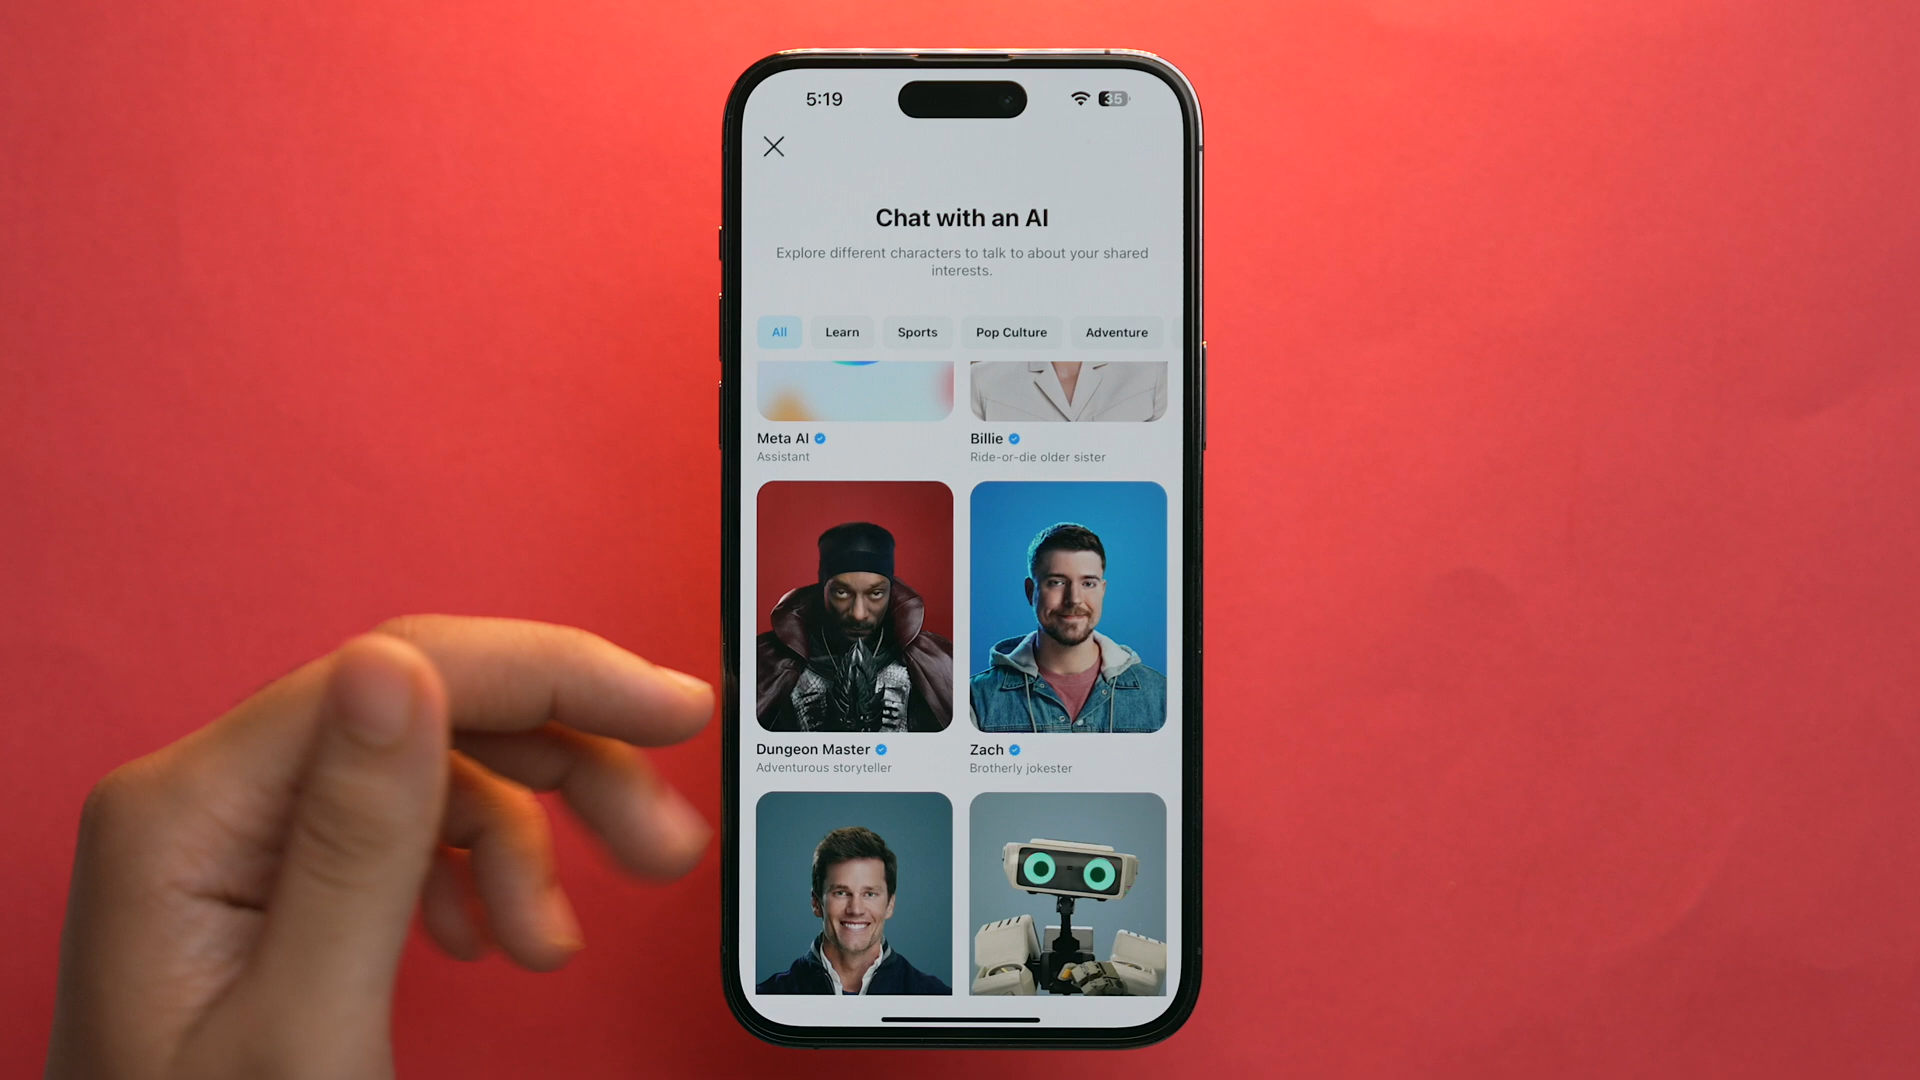 5:19
35
Chat with an AI
Explore different characters to talk to about your shared
interests.
All
Learn
Sports
Pop Culture
Adventure
Meta AI
Assistant
Billie
Ride-or-die older sister
Dungeon Master
Adventurous storyteller
Zach
Brotherly jokester